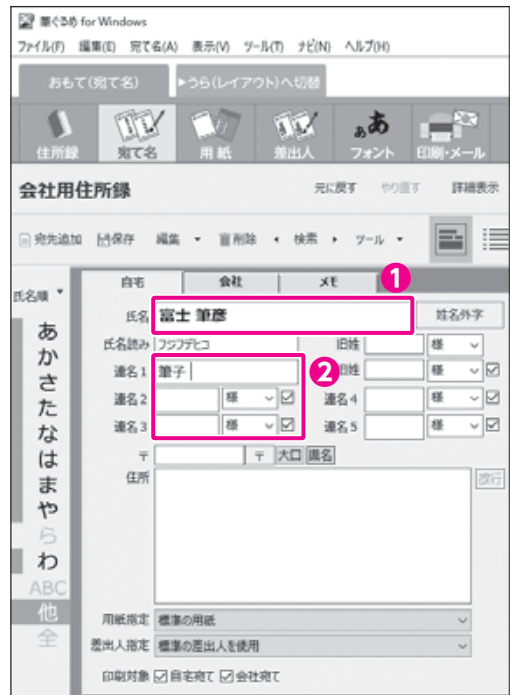 筆ぐるめ for Windows
ファイル(F) 編集(E) 宛て名(A) 表示(V) ツール(T) ナビ(N) ヘルプ(H)
おもて(宛て名) ▶うら(レイアウト)へ切替
住所録 宛て名 用紙 差出人 フォント 印刷・メール
会社用住所録 元に戻す やり直す 詳細表示
宛先追加 保存 編集 削除 検索 ツール
自宅 会社 メモ
氏名順
1
氏名 富士 筆彦 姓名外字
氏名読み フジフデヒコ 旧姓 様
2
連名1 筆子 旧姓 様
連名2 様 連名4 様
連名3 様 連名5 様
〒 〒 大口 県名
住所 改行
あ
か
さ
た
な
は
ま
や
ら
わ
ABC
他
全
用紙指定 標準の用紙
差出人指定 標準の差出人を使用
印刷対象 自宅宛て 会社宛て